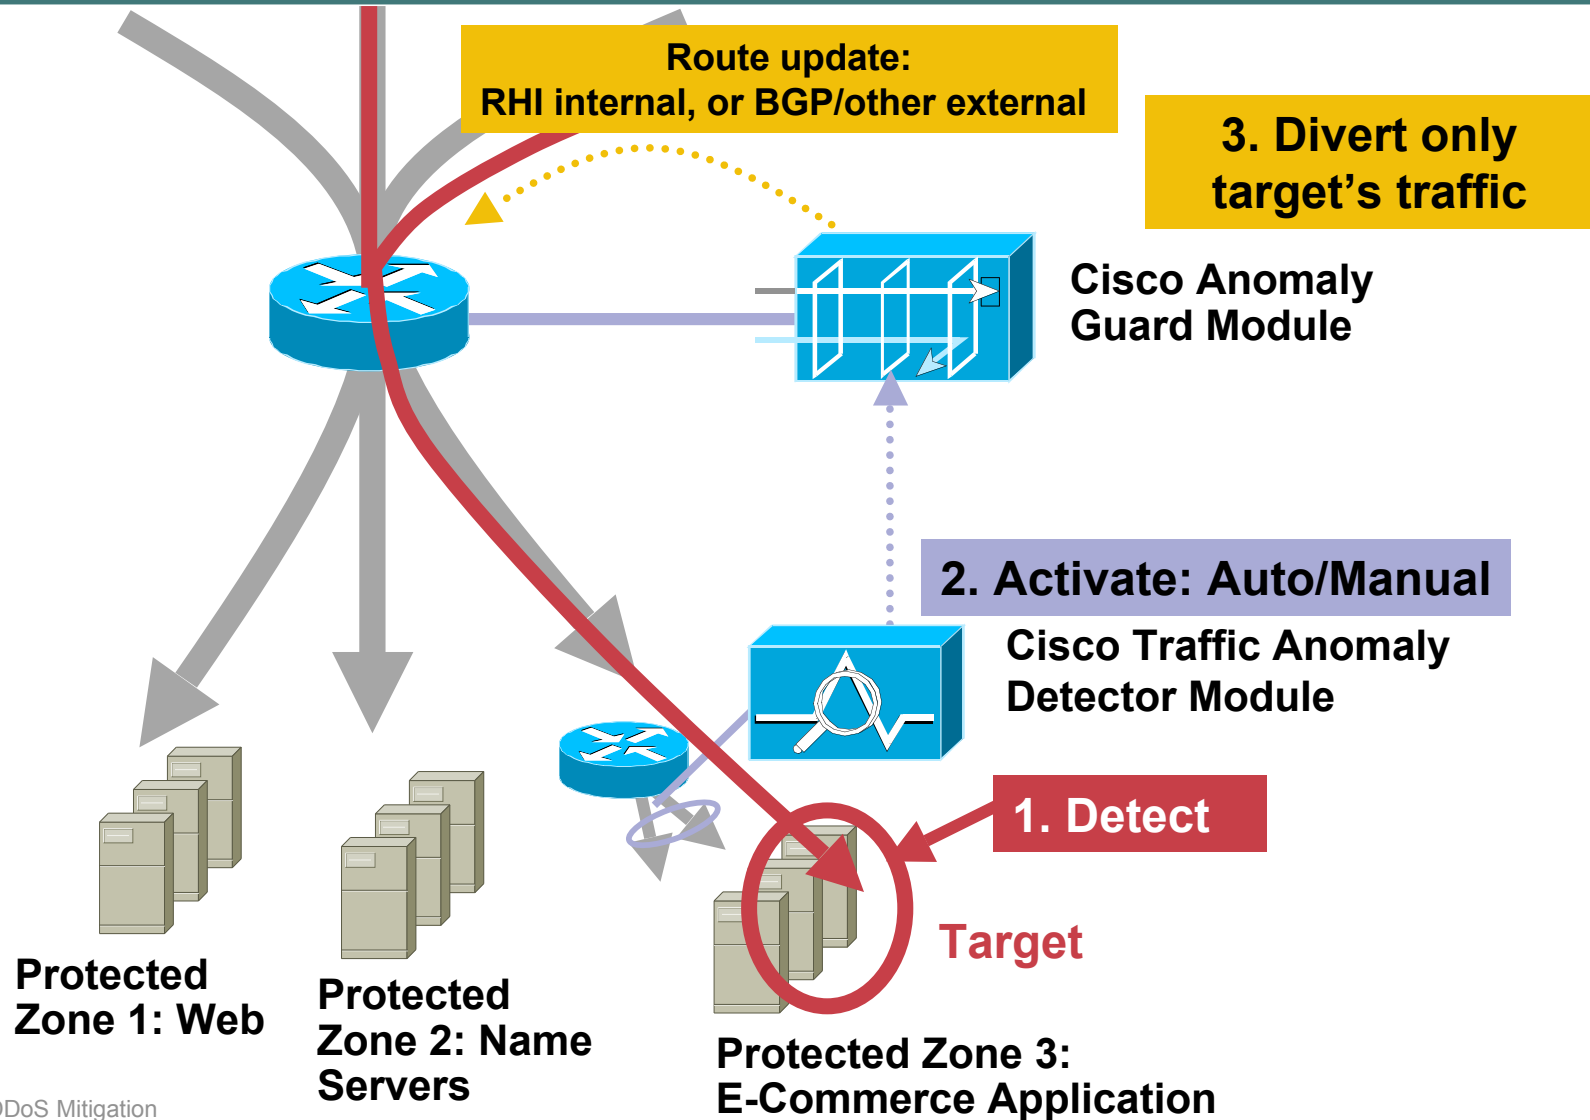 Route update:
RHI internal, or BGP/other external
3. Divert only
target's traffic
Cisco Anomaly
Guard Module
2. Activate: Auto/Manual
Cisco Traffic Anomaly
Detector Module
1. Detect
Target
Protected
Zone 1: Web
Protected
Zone 2: Name
Servers
Protected Zone 3:
E-Commerce Application
DDoS Mitigation